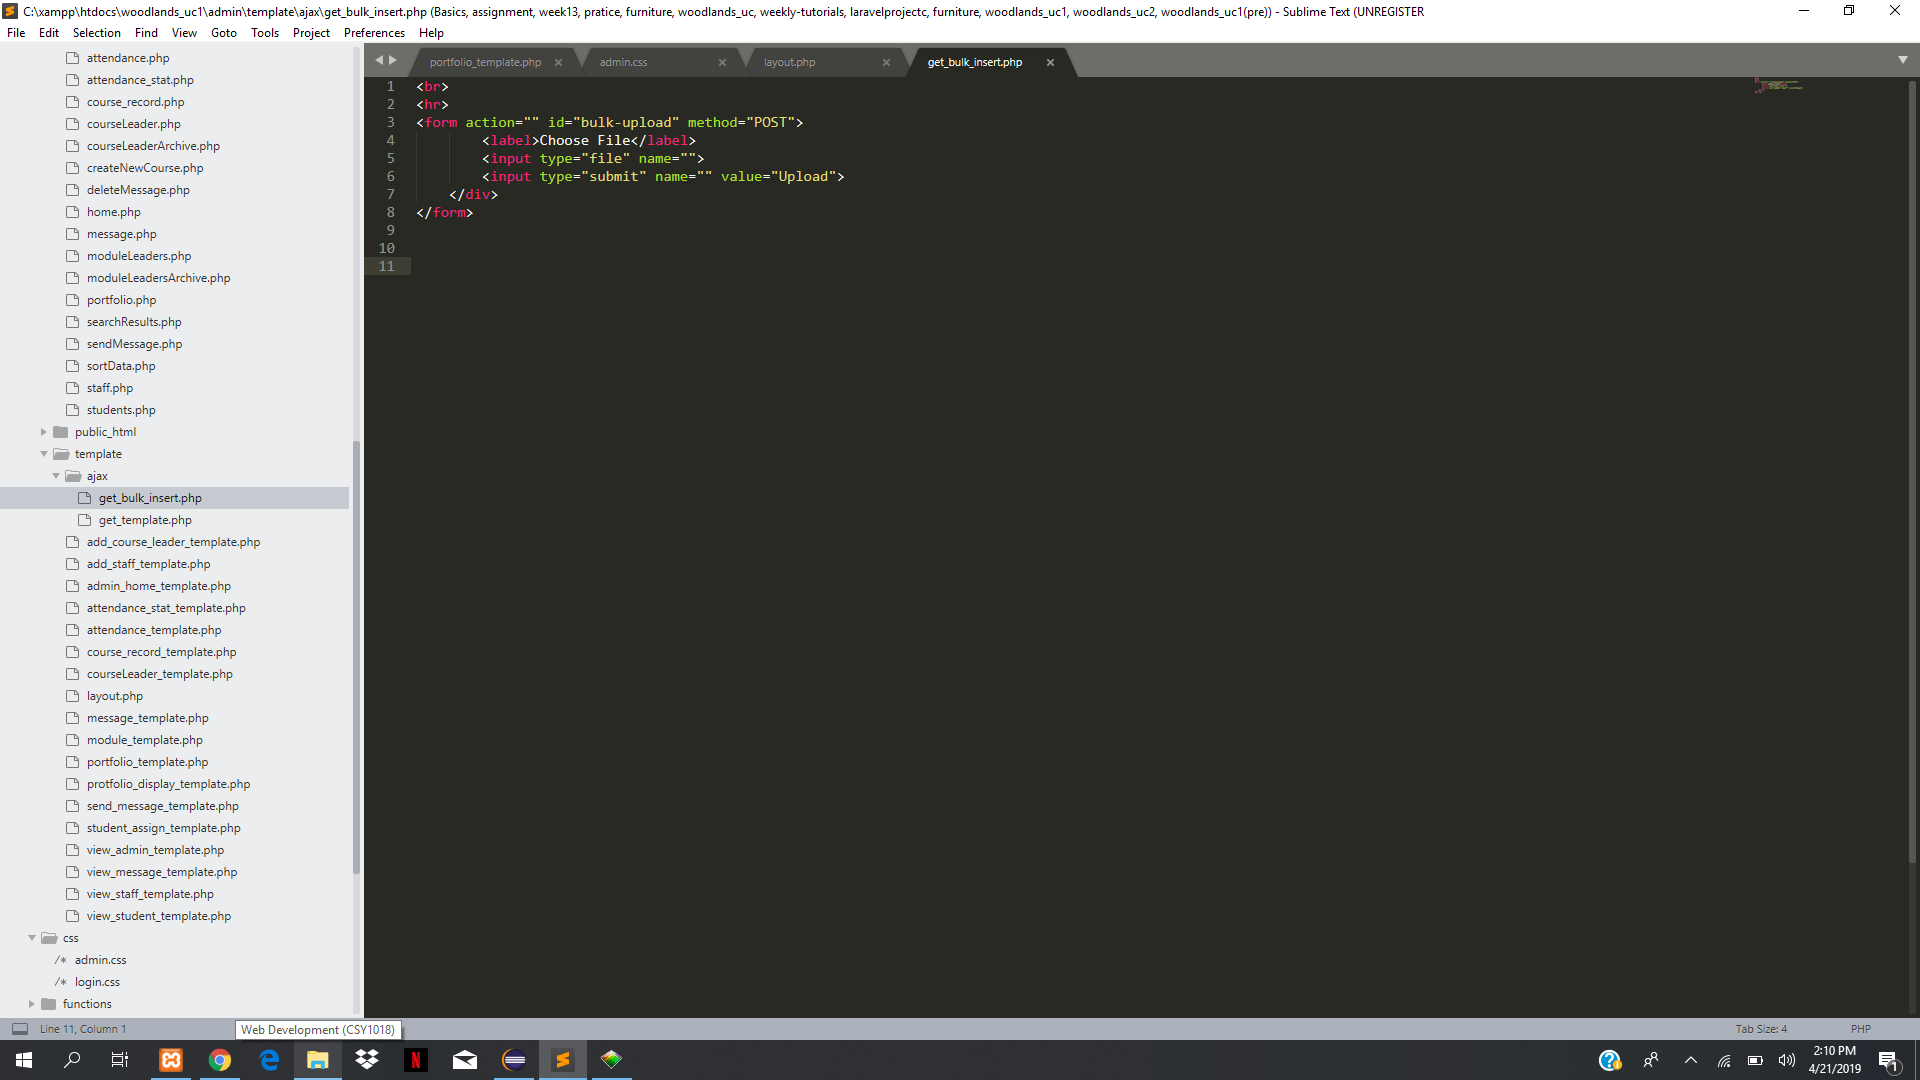 C:\xampp\htdocs\woodlands_uc1\admin\template\ajax\get_bulk_insert.php (Basics, assignment, week13, pratice, furniture, woodlands_uc, weekly-tutorials, laravelprojectc, furniture, woodlands_uc1, woodlands_uc2, woodlands_uc1(pre)) - Sublime Text (UNREGISTER
File Edit Selection Find View Goto Tools Project Preferences Help
attendance.php
attendance_stat.php
course_record.php
courseLeader.php
courseLeaderArchive.php
createNewCourse.php
deleteMessage.php
home.php
message.php
moduleLeaders.php
moduleLeadersArchive.php
portfolio.php
searchResults.php
sendMessage.php
sortData.php
staff.php
students.php
public_html
template
ajax
get_bulk_insert.php
get_template.php
add_course_leader_template.php
add_staff_template.php
admin_home_template.php
attendance_stat_template.php
attendance_template.php
course_record_template.php
courseLeader_template.php
layout.php
message_template.php
module_template.php
portfolio_template.php
protfolio_display_template.php
send_message_template.php
student_assign_template.php
view_admin_template.php
view_message_template.php
view_staff_template.php
view_student_template.php
css
/* admin.css
/* login.css
functions
portfolio_template.php admin.css layout.php get_bulk_insert.php
1 <br>
2 <hr>
3 <form action="" id="bulk-upload" method="POST">
4 <label>Choose File</label>
5 <input type="file" name="">
6 <input type="submit" name="" value="Upload">
7 </div>
8 </form>
9
10
11
Line 11, Column 1
Web Development (CSY1018)
Tab Size: 4
PHP
2:10 PM
4/21/2019
1